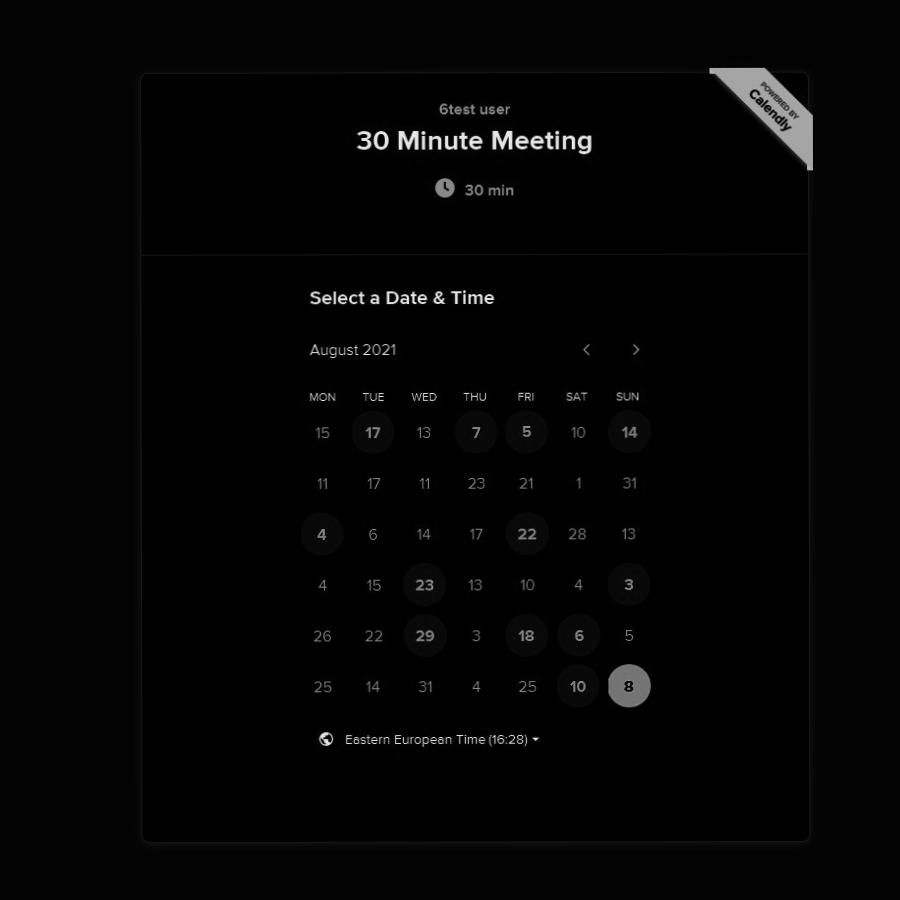 POWERED BY
Calendly
6test user
30 Minute Meeting
30 min
Select a Date & Time
August 2021
MON TUE WED THU FRI SAT SUN
15 17 13 7 5 10 14
11 17 11 23 21 1 31
4 6 14 17 22 28 13
4 15 23 13 10 4 3
26 22 29 3 18 6 5
25 14 31 4 25 10 8
Eastern European Time (16:28)